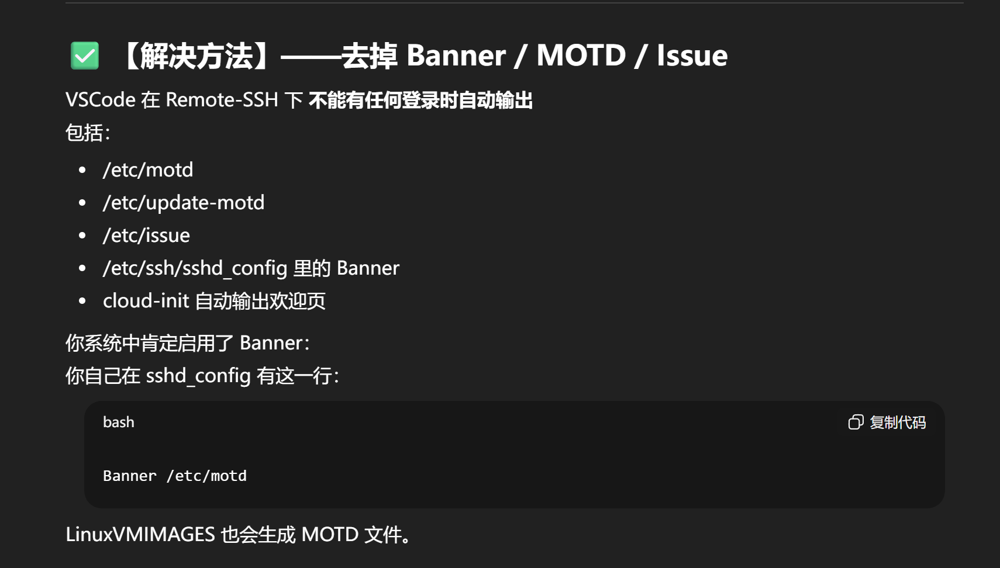 ✅ 【解决方法】——去掉 Banner / MOTD / Issue
VSCode 在 Remote-SSH 下 不能有任何登录时自动输出
包括：
• /etc/motd
• /etc/update-motd
• /etc/issue
• /etc/ssh/sshd_config 里的 Banner
• cloud-init 自动输出欢迎页
你系统中肯定启用了 Banner：
你自己在 sshd_config 有这一行：
bash
复制代码
Banner /etc/motd
LinuxVMIMAGES 也会生成 MOTD 文件。